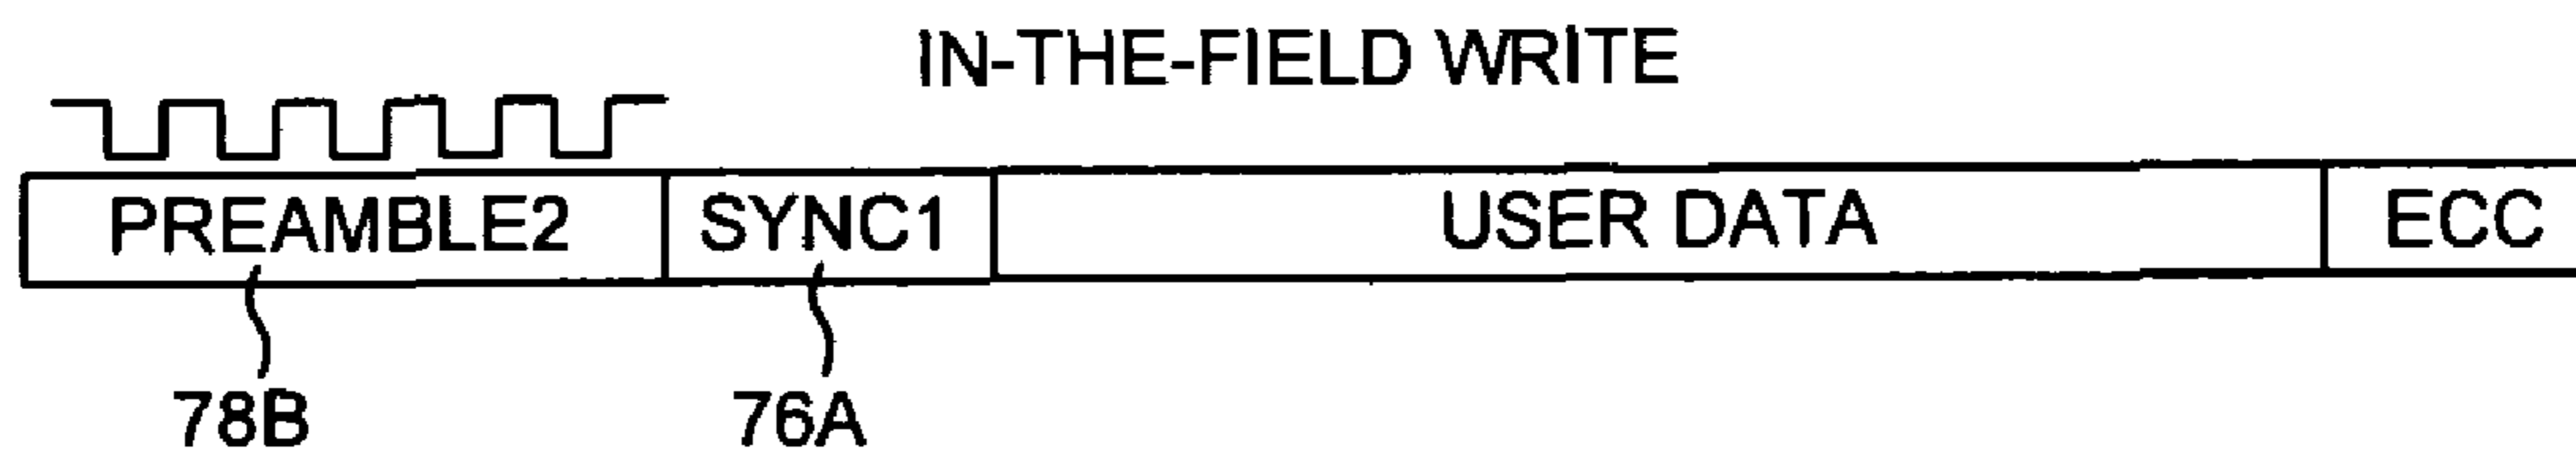 IN-THE-FIELD WRITE
PREAMBLE2 SYNC1 USER DATA ECC
78B 76A